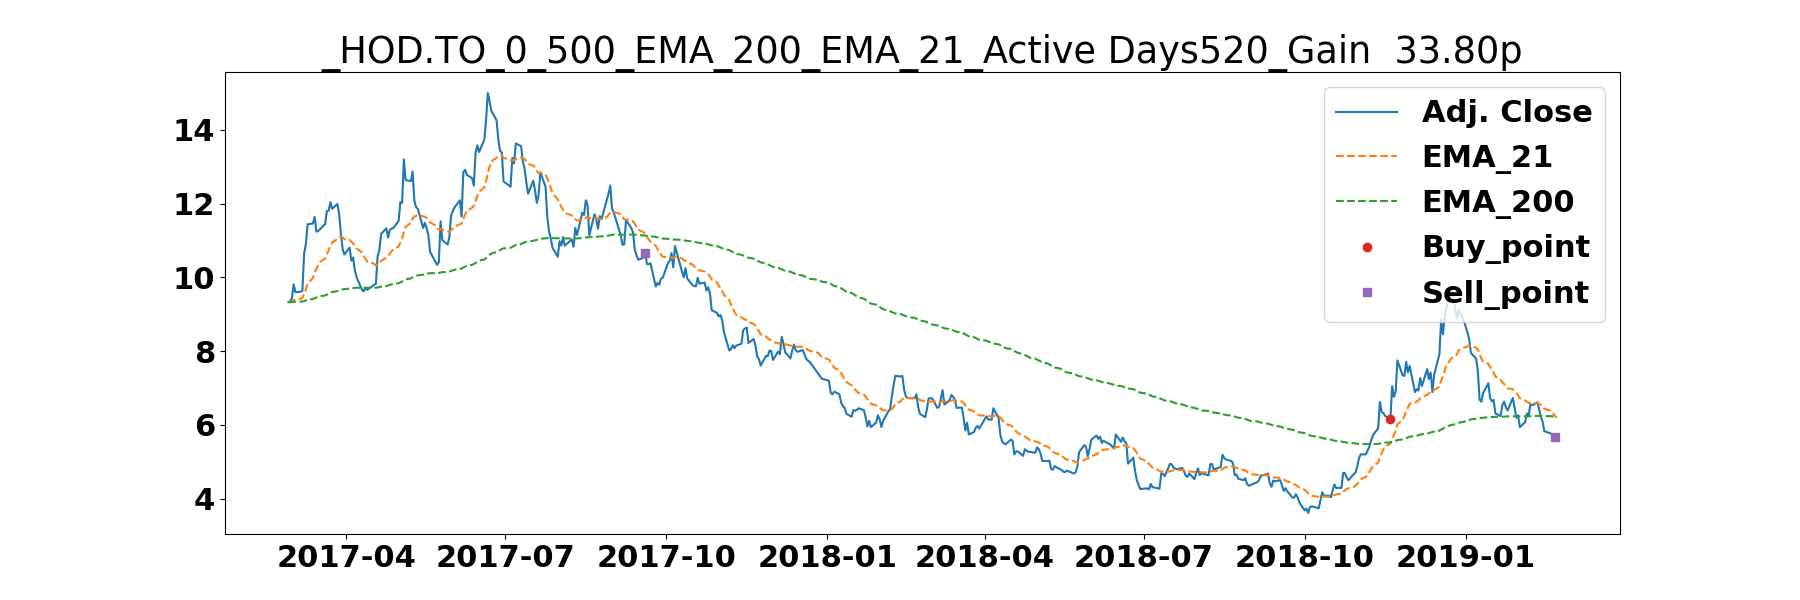 _HOD.TO_0_500_EMA_200_EMA_21_Active Days520_Gain  33.80p
14
12
10
8
6
4
Adj. Close
EMA_21
EMA_200
Buy_point
Sell_point
2017-04 2017-07 2017-10 2018-01 2018-04 2018-07 2018-10 2019-01